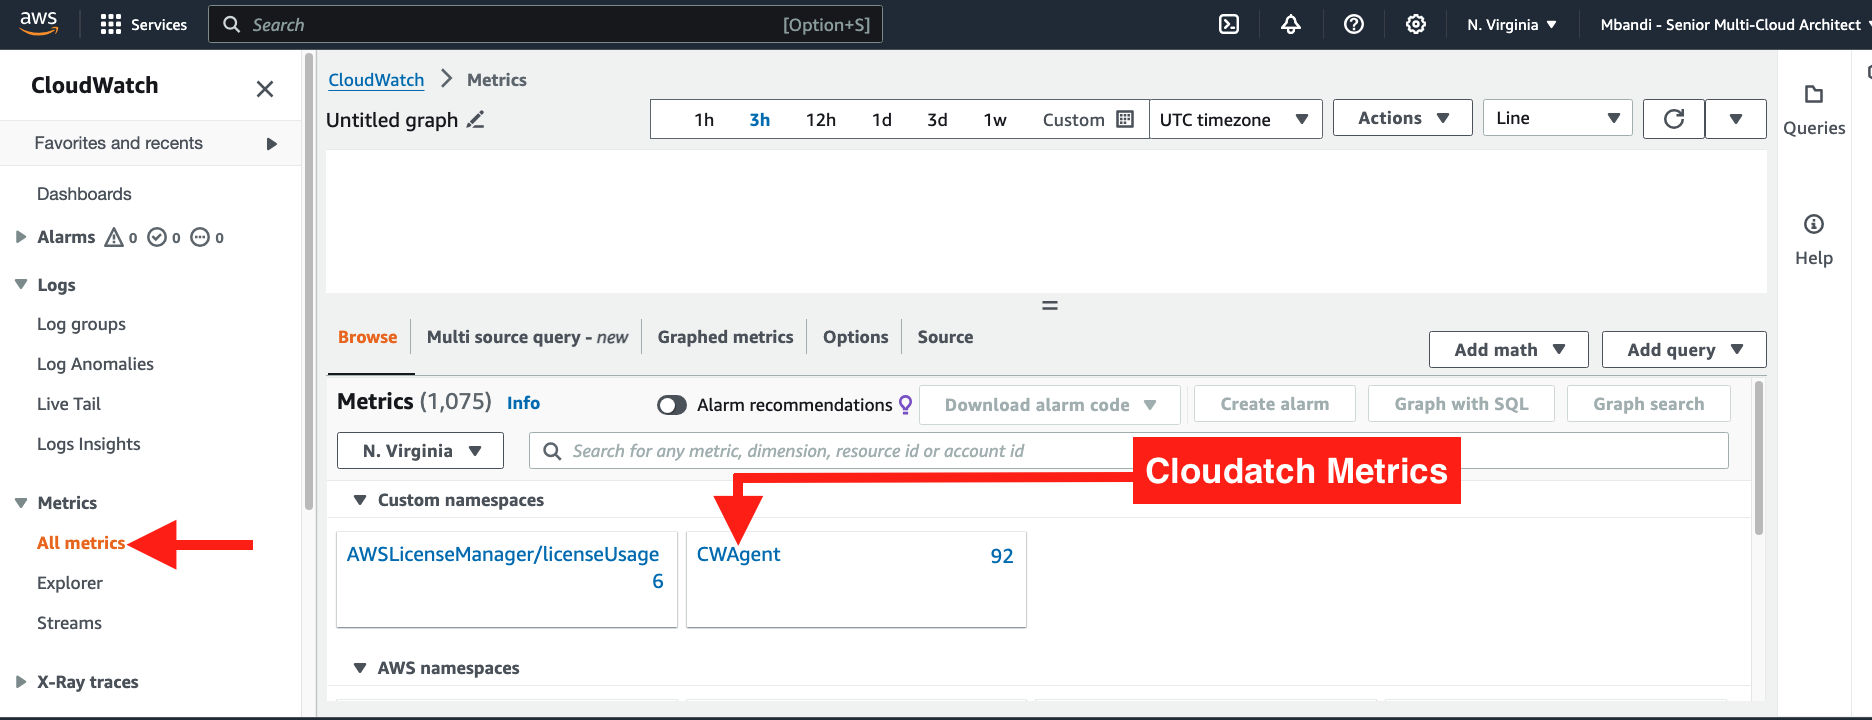 aws
Services
Search [Option+S]
N. Virginia
Mbandi - Senior Multi-Cloud Architect
CloudWatch
Favorites and recents
Dashboards
Alarms 0 0 0
Logs
Log groups
Log Anomalies
Live Tail
Logs Insights
Metrics
All metrics
Explorer
Streams
X-Ray traces
CloudWatch Metrics
Untitled graph
1h 3h 12h 1d 3d 1w Custom
UTC timezone
Actions
Line
Queries
Help
Browse
Multi source query - new
Graphed metrics
Options
Source
Add math
Add query
Metrics (1,075) Info
Alarm recommendations
Download alarm code
Create alarm
Graph with SQL
Graph search
N. Virginia
Search for any metric, dimension, resource id or account id
Cloudatch Metrics
Custom namespaces
AWSLicenseManager/licenseUsage
6
CWAgent 92
AWS namespaces